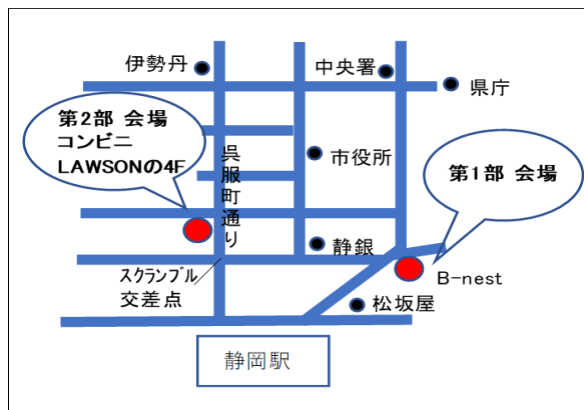 伊勢丹
中央署
県庁
第2部 会場
コンビニ
LAWSONの4F
呉服町通り
市役所
第1部 会場
静銀
B-nest
スクランブル
交差点
松坂屋
静岡駅